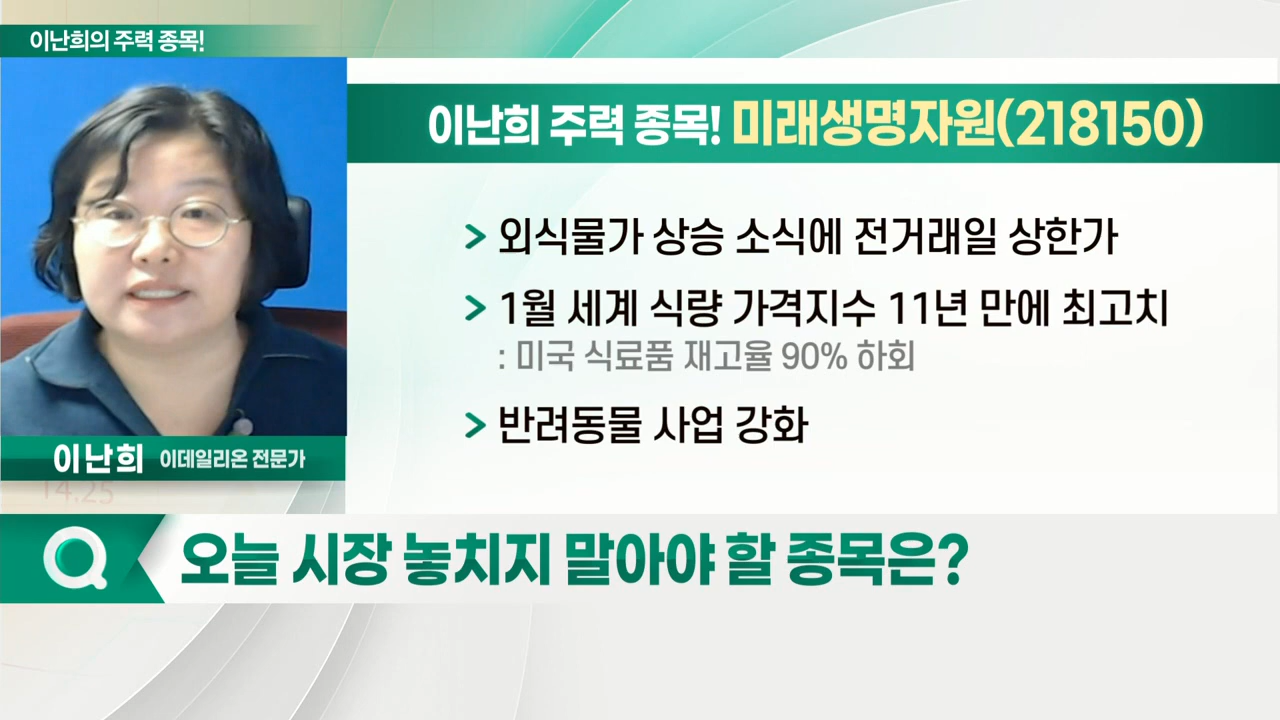 이난희의 주력 종목!
이난희 주력 종목! 미래생명자원(218150)
> 외식물가 상승 소식에 전거래일 상한가
> 1월 세계 식량 가격지수 11년 만에 최고치
: 미국 식료품 재고율 90% 하회
> 반려동물 사업 강화
이난희 이데일리온 전문가
14.25
Q 오늘 시장 놓치지 말아야 할 종목은?